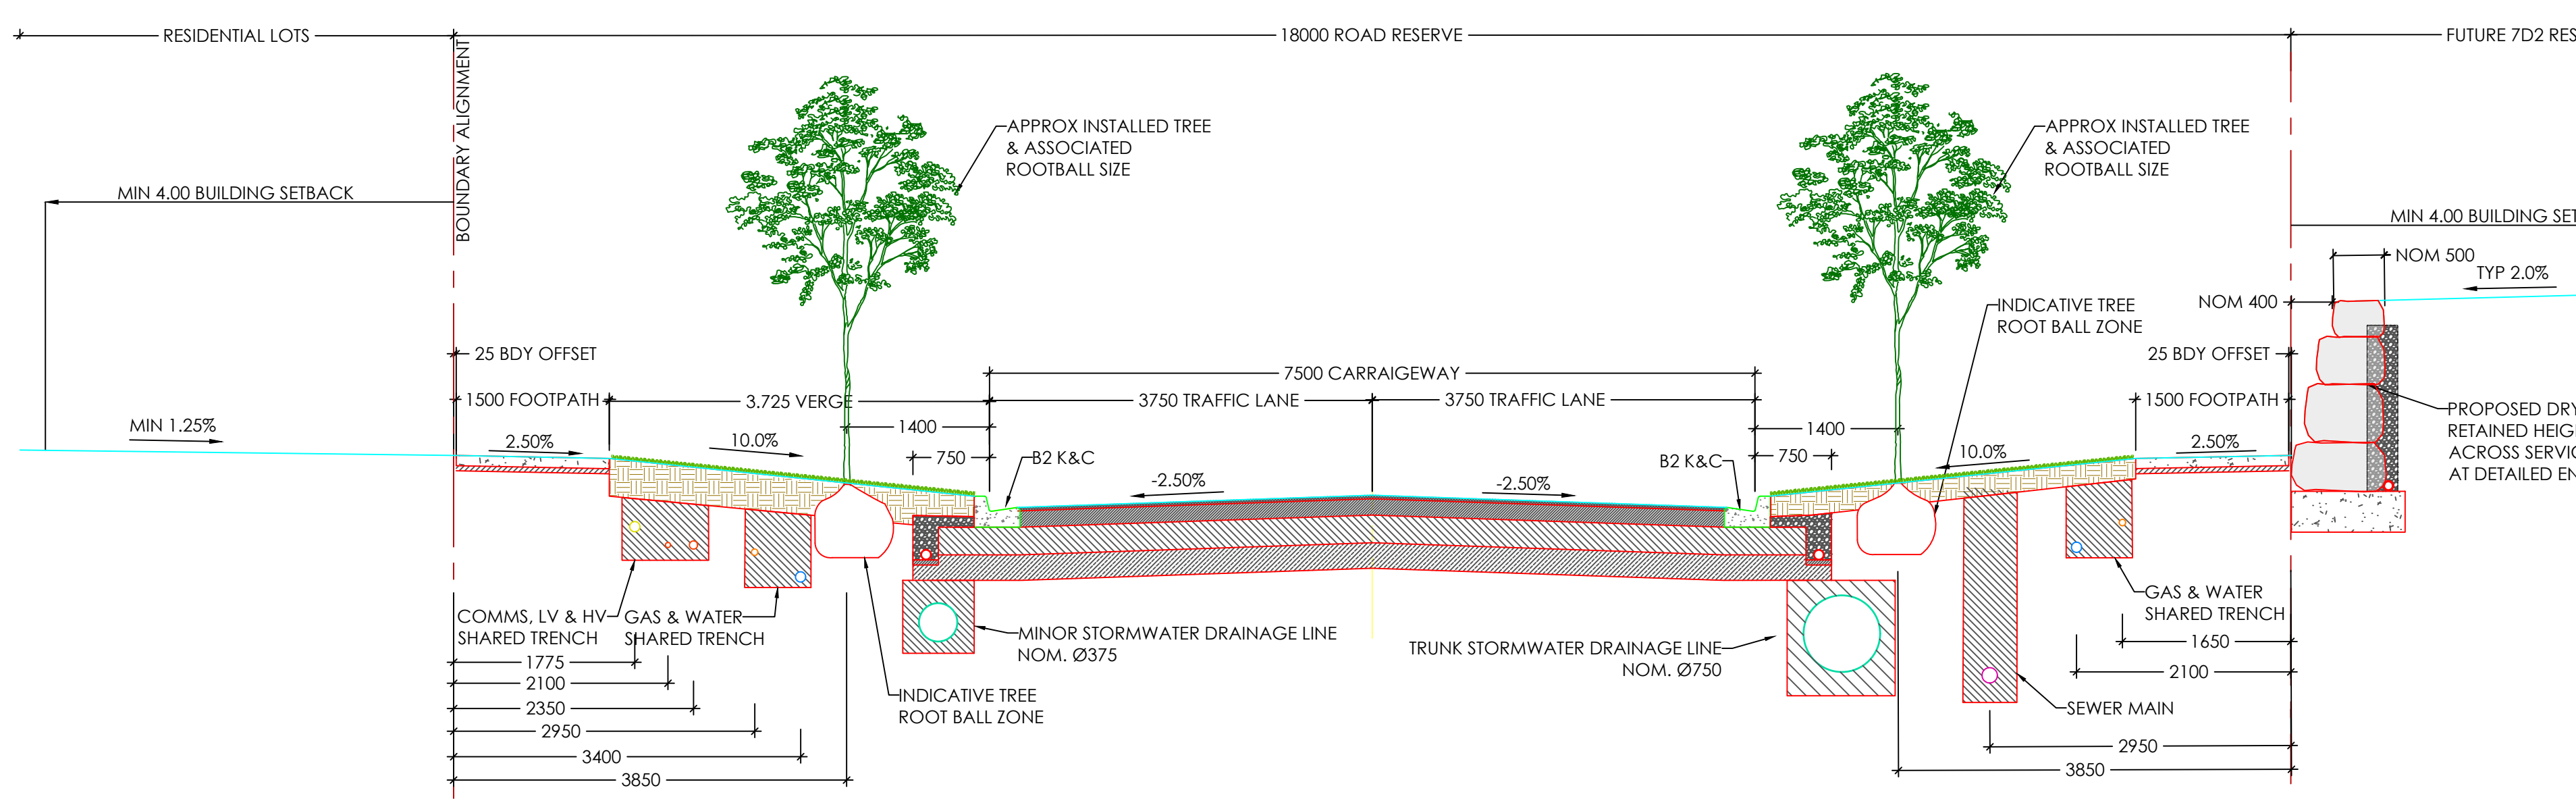 RESIDENTIAL LOTS
18000 ROAD RESERVE
FUTURE 7D2 RES
BOUNDARY ALIGNMENT
APPROX INSTALLED TREE
& ASSOCIATED
ROOTBALL SIZE
APPROX INSTALLED TREE
& ASSOCIATED
ROOTBALL SIZE
MIN 4.00 BUILDING SETBACK
MIN 4.00 BUILDING SET
NOM 500
TYP 2.0%
NOM 400
INDICATIVE TREE
ROOT BALL ZONE
25 BDY OFFSET
25 BDY OFFSET
7500 CARRAIGEWAY
1500 FOOTPATH
3.725 VERGE
3750 TRAFFIC LANE
3750 TRAFFIC LANE
1500 FOOTPATH
PROPOSED DRY
RETAINED HEIGH
ACROSS SERVIC
AT DETAILED EN
MIN 1.25%
1400
1400
2.50%
10.0%
10.0%
2.50%
750
B2 K&C
B2 K&C
750
-2.50%
-2.50%
COMMS, LV & HV
SHARED TRENCH
GAS & WATER
SHARED TRENCH
MINOR STORMWATER DRAINAGE LINE
NOM. Ø375
TRUNK STORMWATER DRAINAGE LINE
NOM. Ø750
GAS & WATER
SHARED TRENCH
1650
2100
1775
2100
2350
2950
3400
3850
INDICATIVE TREE
ROOT BALL ZONE
SEWER MAIN
2950
3850